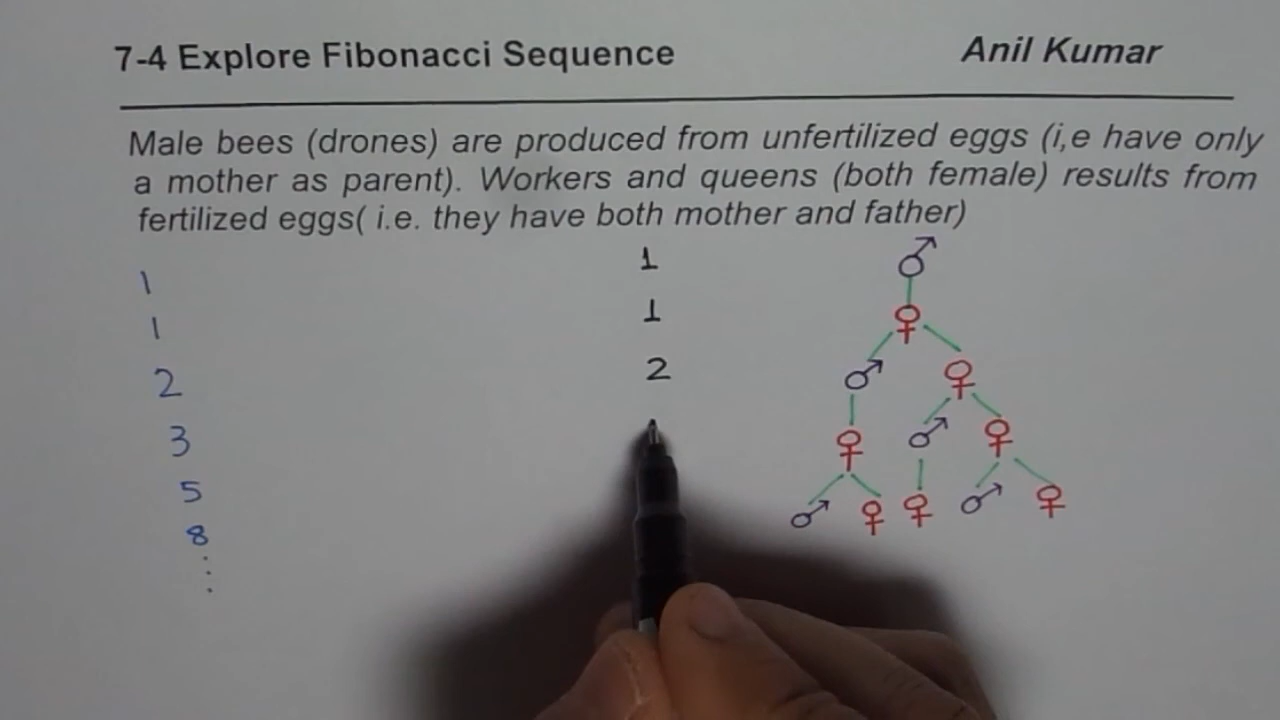 7-4 Explore Fibonacci Sequence
Anil Kumar
Male bees (drones) are produced from unfertilized eggs (i,e have only
a mother as parent). Workers and queens (both female) results from
fertilized eggs( i.e. they have both mother and father)
1
1
2
3
5
8
⋮
1
1
2
♂
♀
♂ ♀
♀ ♂ ♀
♂ ♀ ♀ ♂ ♀